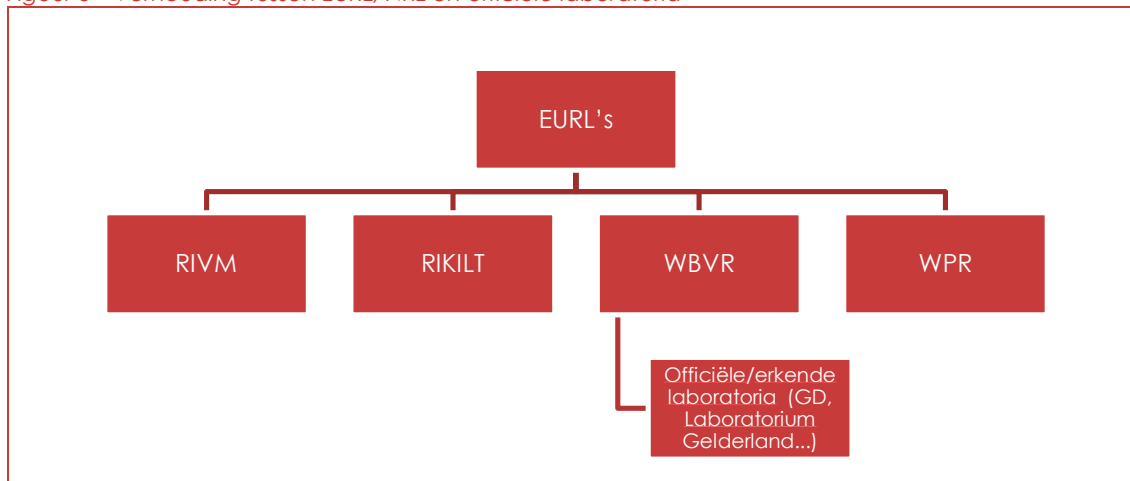 EURL's
RIVM
RIKILT
WBVR
WPR
Officiële/erkende
laboratoria (GD,
Laboratorium
Gelderland...)